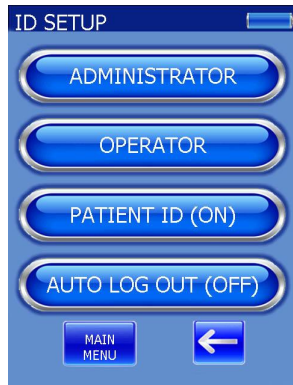 ID SETUP
ADMINISTRATOR
OPERATOR
PATIENT ID (ON)
AUTO LOG OUT (OFF)
MAIN
MENU